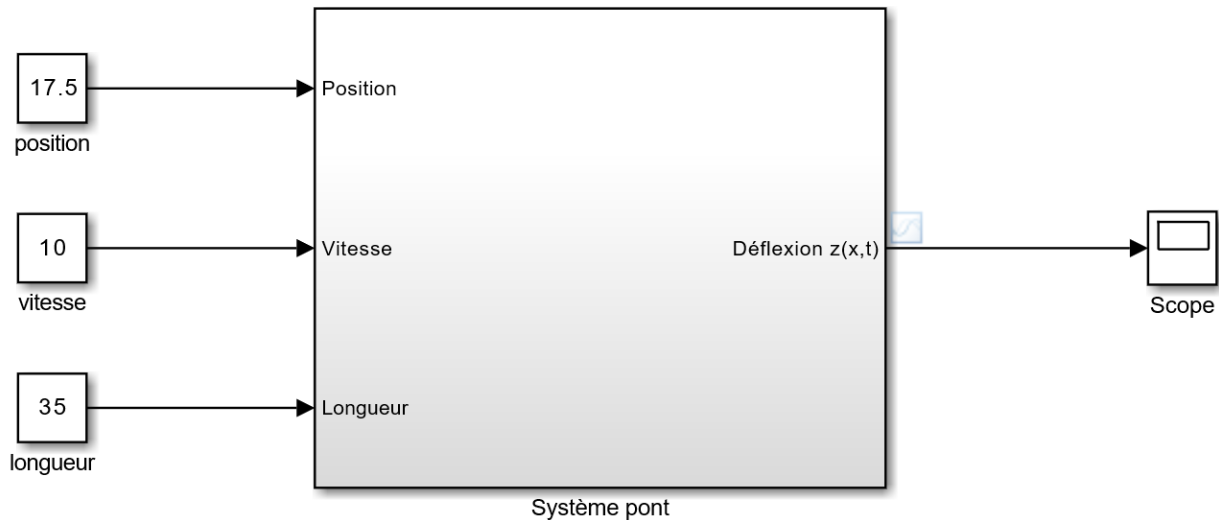 17.5
position
Position
10
vitesse
Vitesse
Déflexion z(x,t)
Scope
35
longueur
Longueur
Système pont